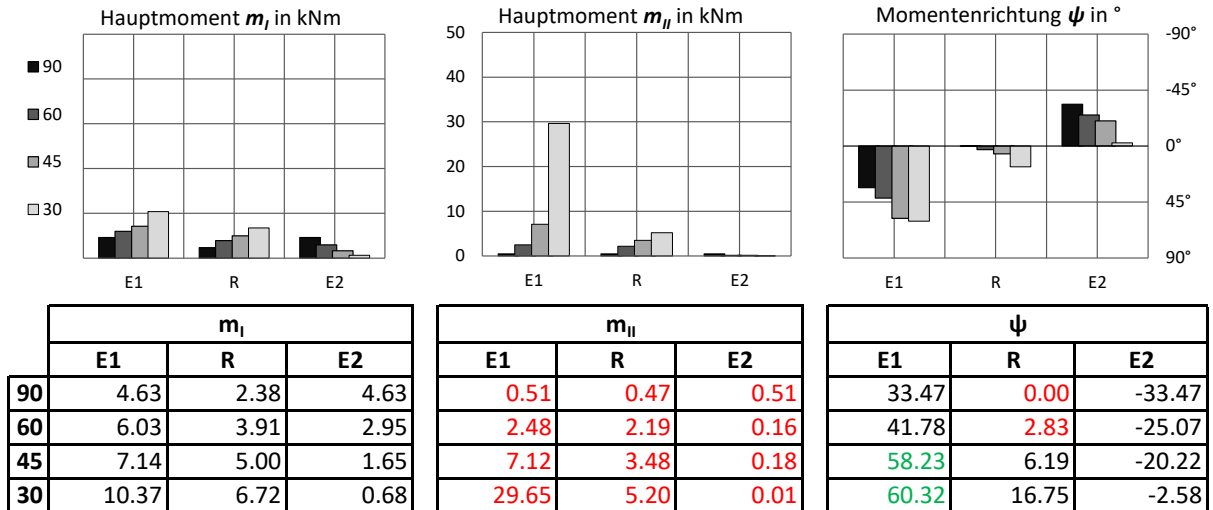 Hauptmoment m_I in kNm
Hauptmoment m_II in kNm
Momentenrichtung ψ in °
90
60
45
30
E1 R E2
50
40
30
20
10
0
E1 R E2
-90°
-45°
0°
45°
90°
E1 R E2
m_I m_II ψ
E1 R E2 E1 R E2 E1 R E2
90 4.63 2.38 4.63 0.51 0.47 0.51 33.47 0.00 -33.47
60 6.03 3.91 2.95 2.48 2.19 0.16 41.78 2.83 -25.07
45 7.14 5.00 1.65 7.12 3.48 0.18 58.23 6.19 -20.22
30 10.37 6.72 0.68 29.65 5.20 0.01 60.32 16.75 -2.58